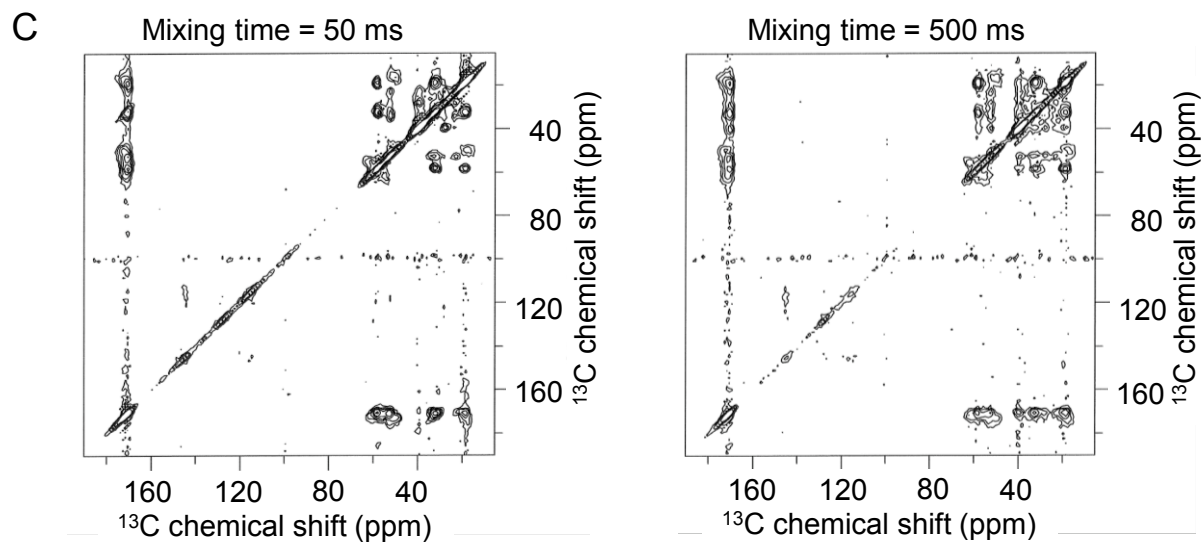 C
Mixing time = 50 ms
Mixing time = 500 ms
40
80
120
160
¹³C chemical shift (ppm)
160
120
80
40
¹³C chemical shift (ppm)
40
80
120
160
¹³C chemical shift (ppm)
160
120
80
40
¹³C chemical shift (ppm)